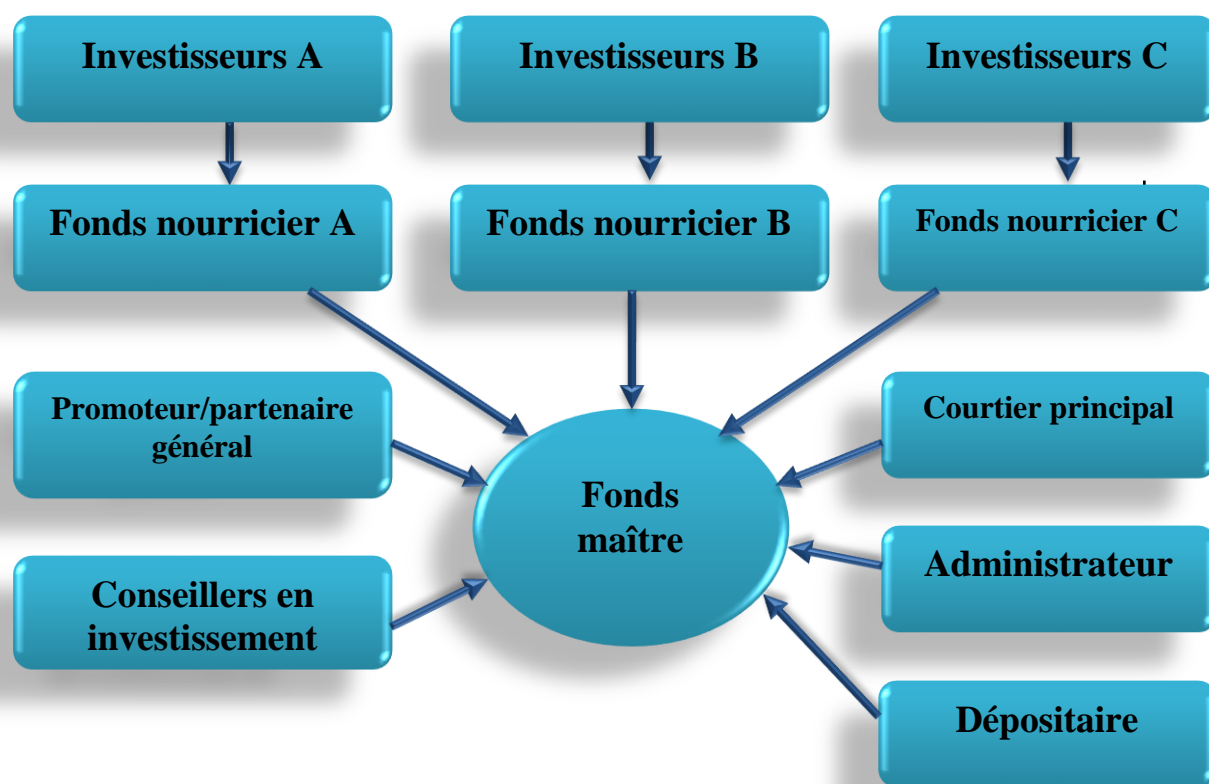 Investisseurs A
Investisseurs B
Investisseurs C
Fonds nourricier A
Fonds nourricier B
Fonds nourricier C
Promoteur/partenaire
général
Courtier principal
Fonds
maître
Conseillers en
investissement
Administrateur
Dépositaire